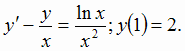 y' − y/x = ln x / x²; y(1) = 2.